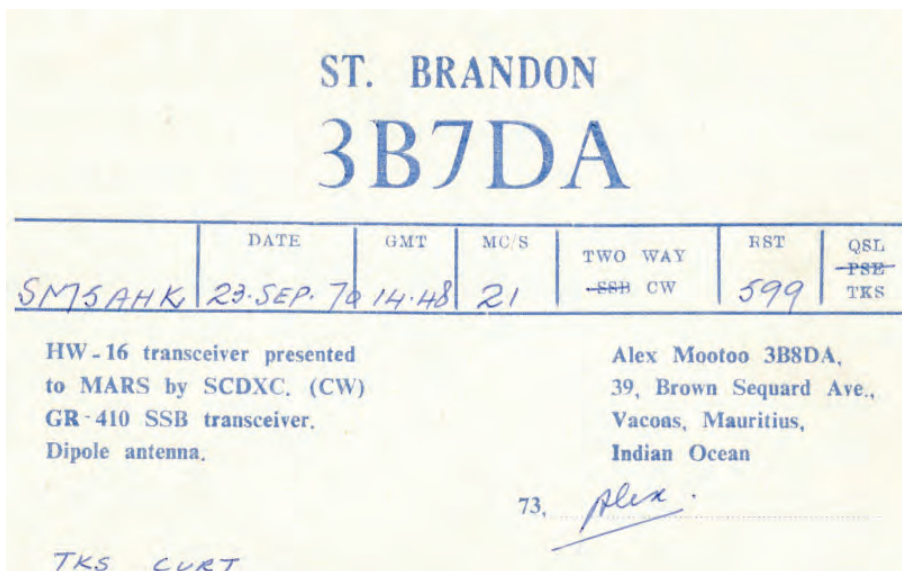 ST. BRANDON
3B7DA
DATE GMT MC/S TWO WAY RST QSL
SM5AHK 23·SEP·70 14·48 21 SSB CW 599 PSE
TKS
HW-16 transceiver presented
to MARS by SCDXC. (CW)
GR-410 SSB transceiver.
Dipole antenna.
Alex Mootoo 3B8DA,
39, Brown Sequard Ave.,
Vacoas, Mauritius,
Indian Ocean
73, Alex.
TKS CURT